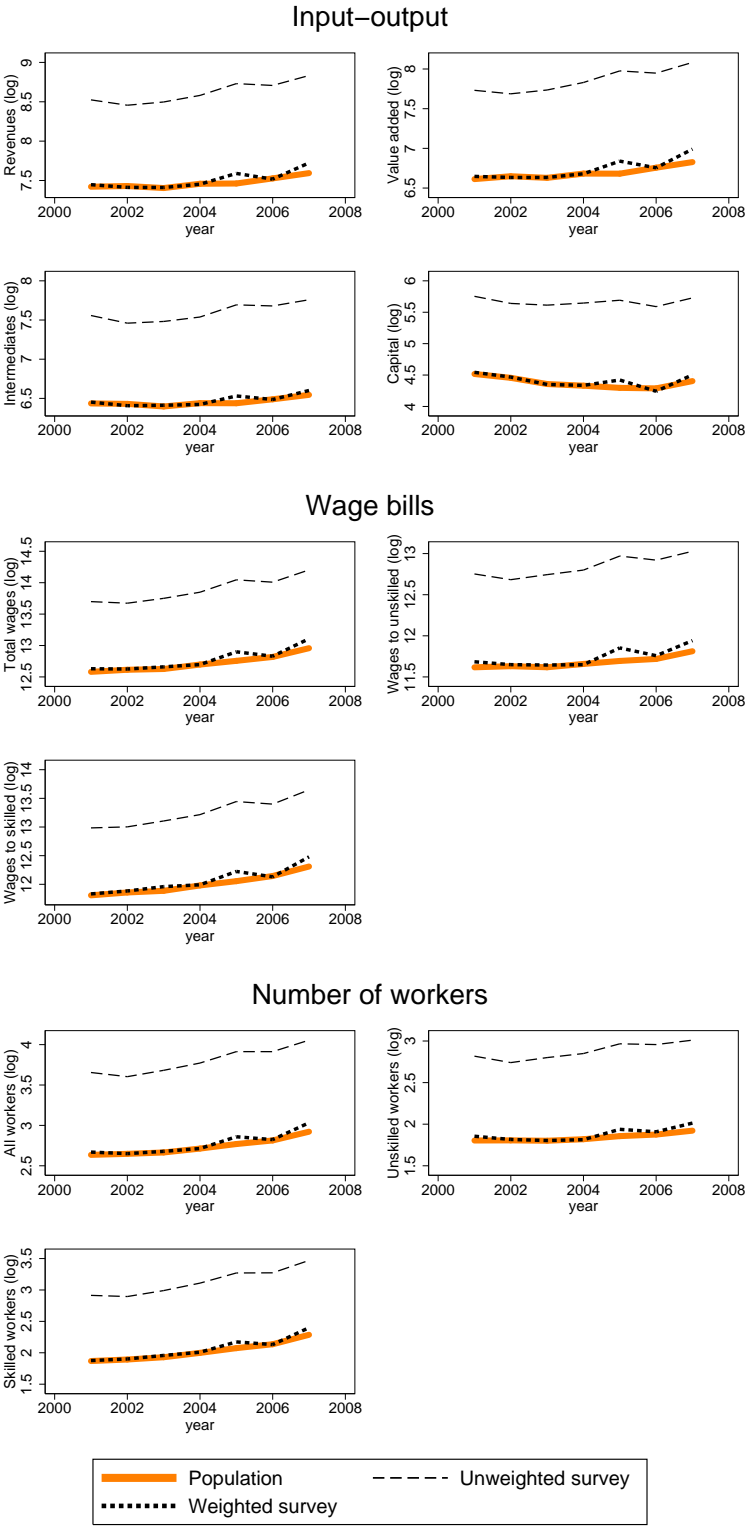 Input−output
Revenues (log)
7.5 8 8.5 9
2000 2002 2004 2006 2008
year
Value added (log)
6.5 7 7.5 8
2000 2002 2004 2006 2008
year
Intermediates (log)
6.5 7 7.5 8
2000 2002 2004 2006 2008
year
Capital (log)
4 4.5 5 5.5 6
2000 2002 2004 2006 2008
year
Wage bills
Total wages (log)
12.5 13 13.5 14 14.5
2000 2002 2004 2006 2008
year
Wages to unskilled (log)
11.5 12 12.5 13
2000 2002 2004 2006 2008
year
Wages to skilled (log)
12 12.5 13 13.5 14
2000 2002 2004 2006 2008
year
Number of workers
All workers (log)
2.5 3 3.5 4
2000 2002 2004 2006 2008
year
Unskilled workers (log)
1.5 2 2.5 3
2000 2002 2004 2006 2008
year
Skilled workers (log)
1.5 2 2.5 3 3.5
2000 2002 2004 2006 2008
year
Population Unweighted survey
Weighted survey